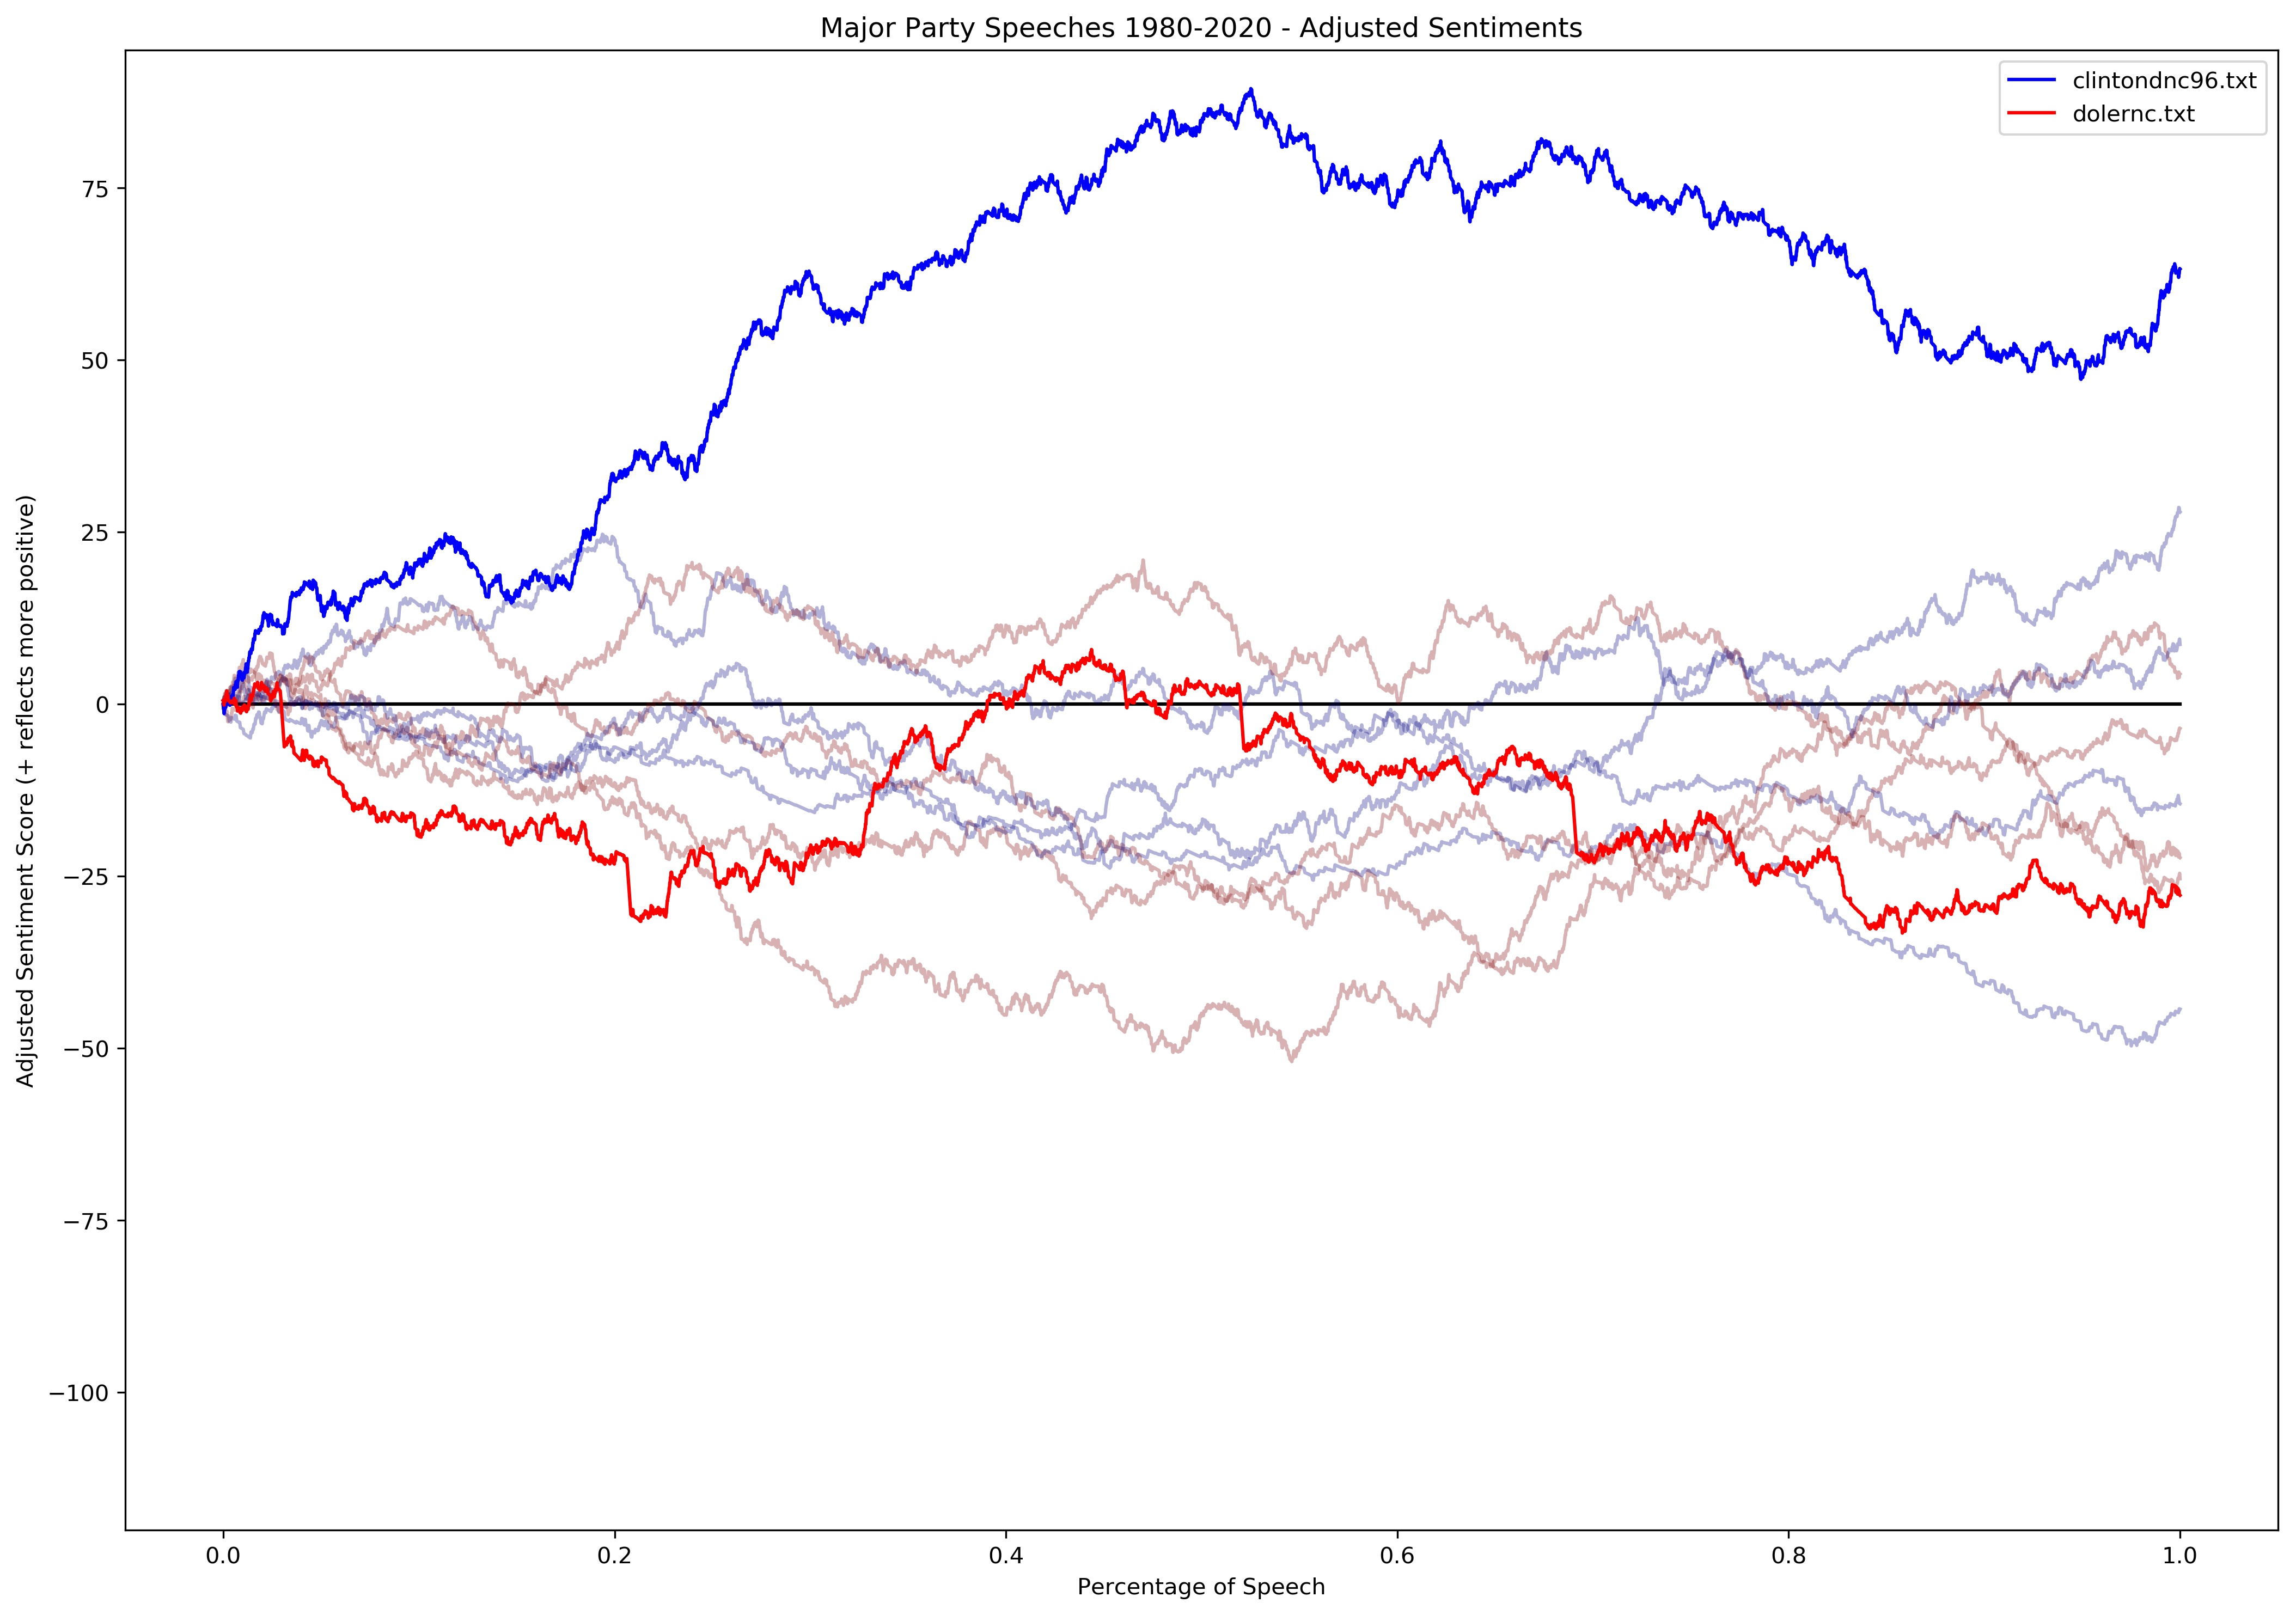 Major Party Speeches 1980-2020 - Adjusted Sentiments
clintondnc96.txt
dolernc.txt
Adjusted Sentiment Score (+ reflects more positive)
75
50
25
0
−25
−50
−75
−100
0.0
0.2
0.4
0.6
0.8
1.0
Percentage of Speech